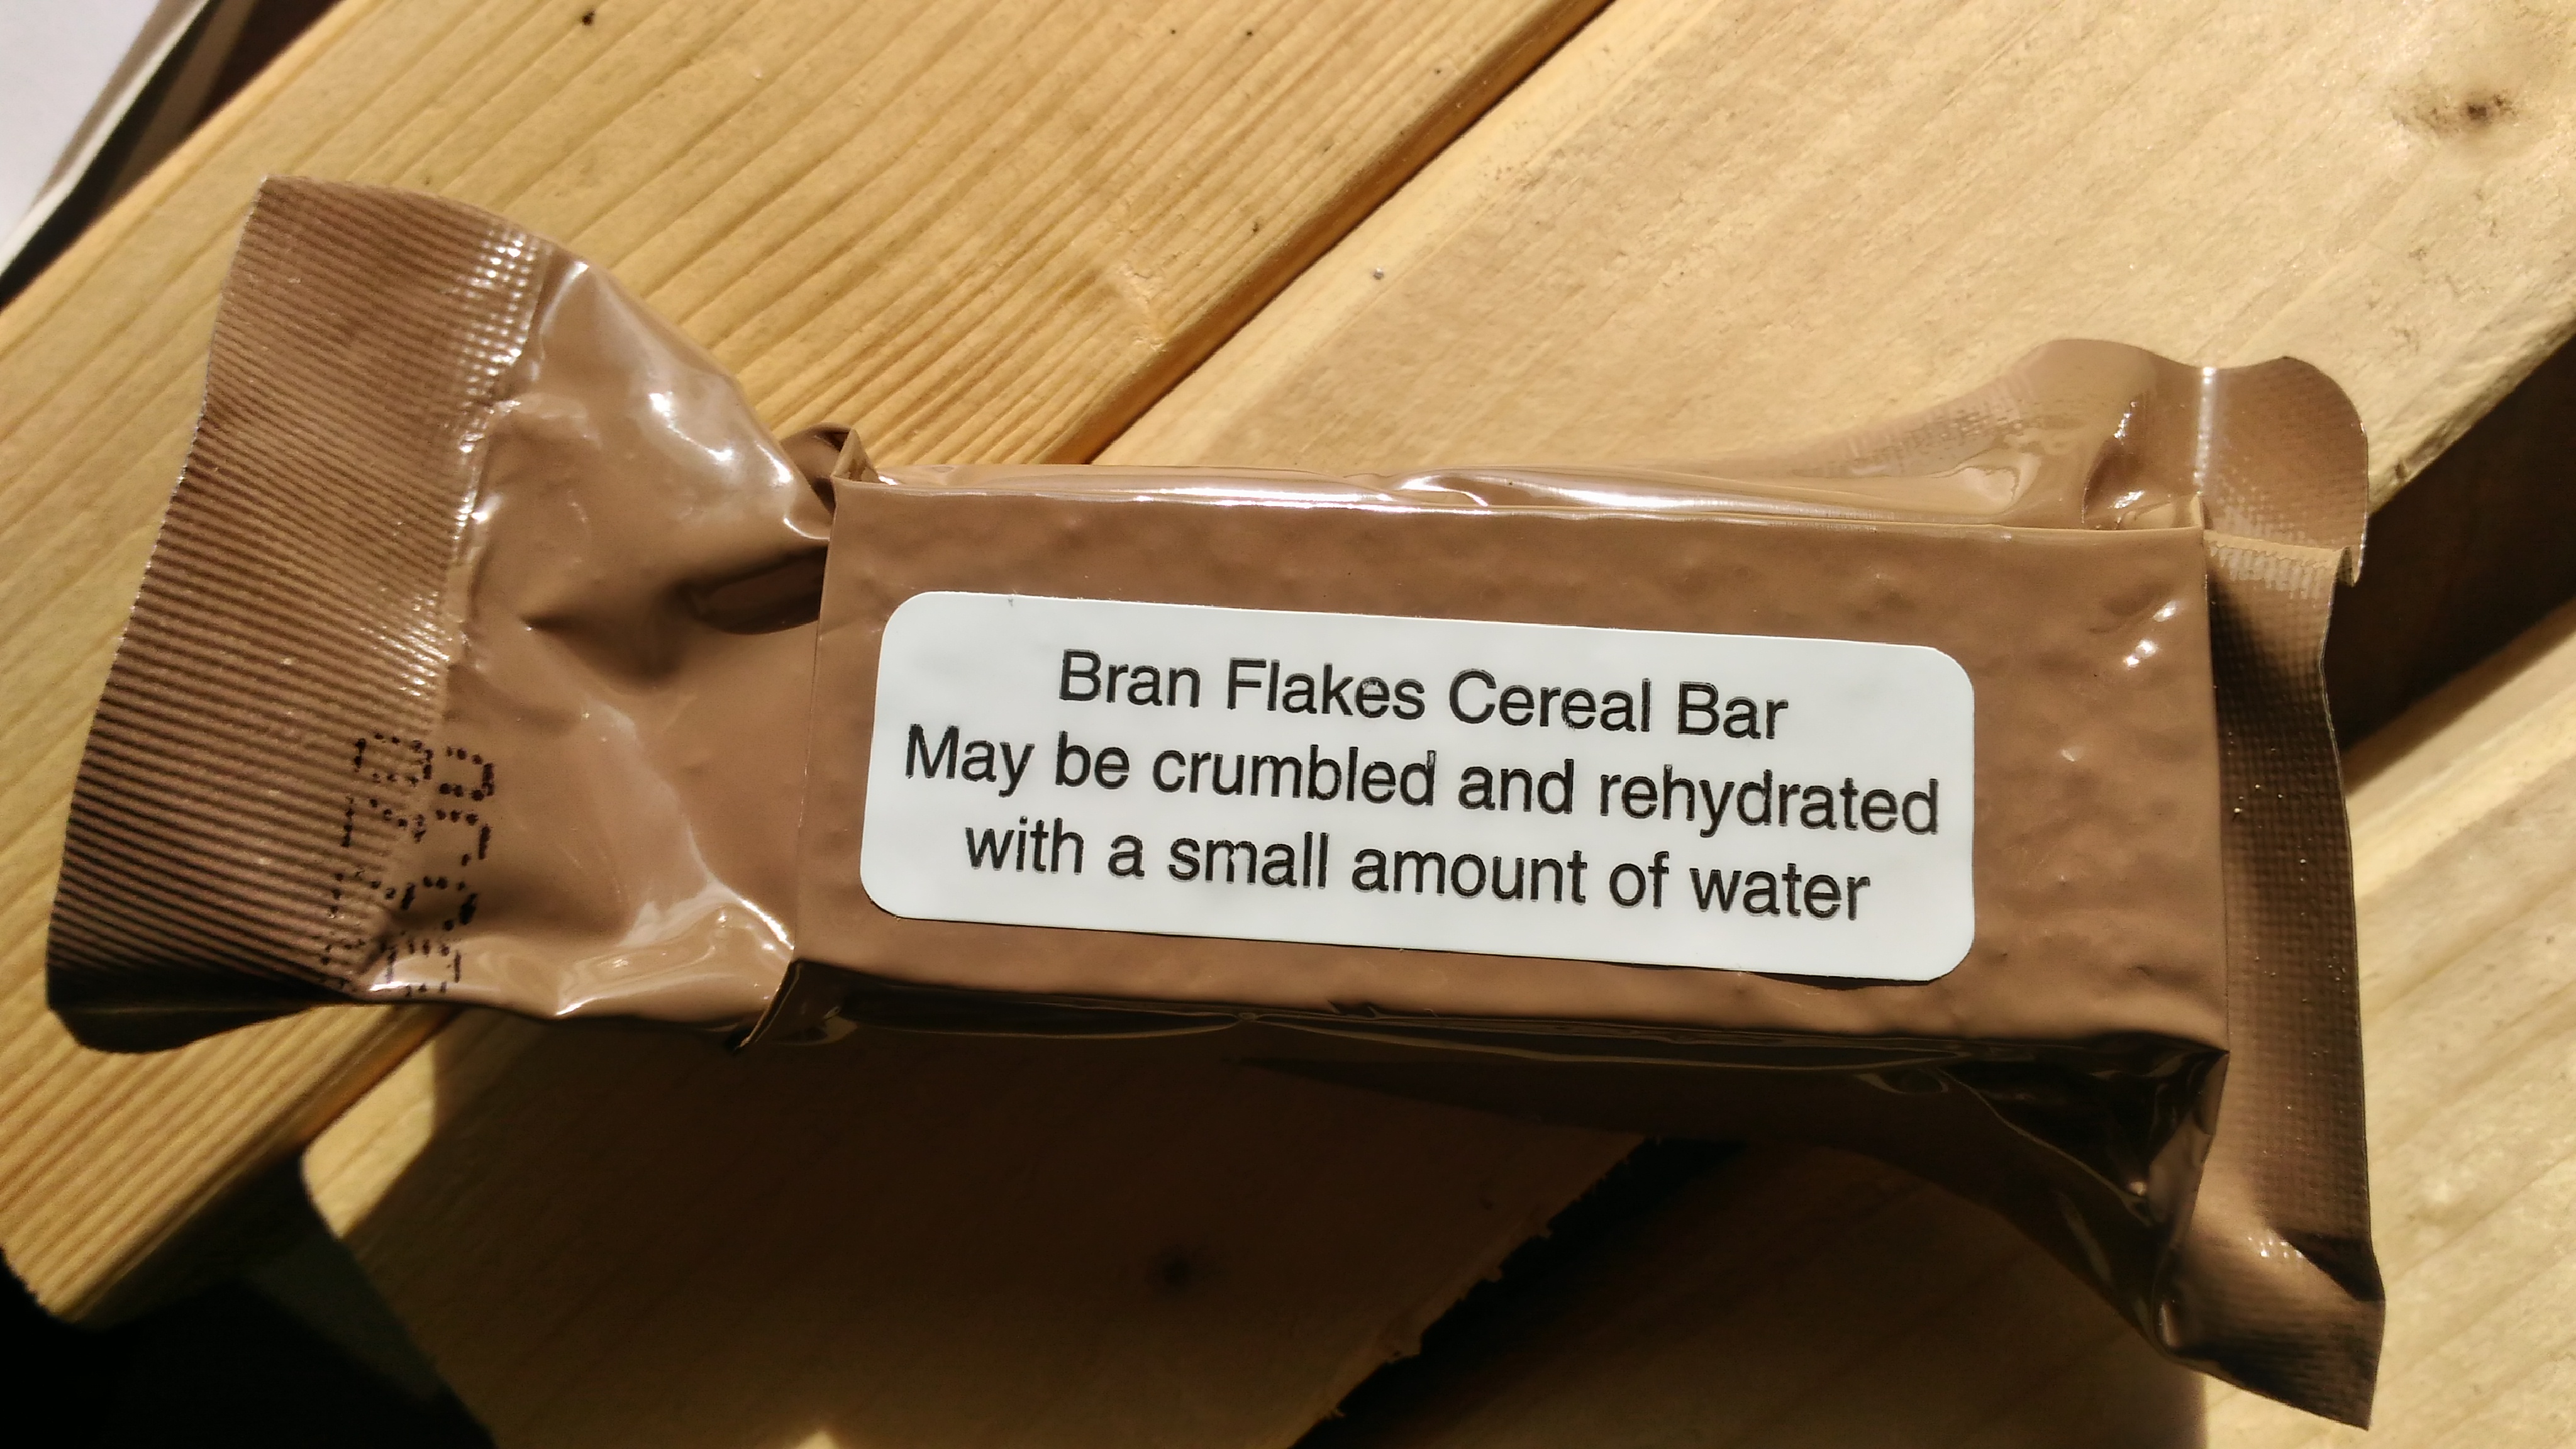 Bran Flakes Cereal Bar
May be crumbled and rehydrated
with a small amount of water